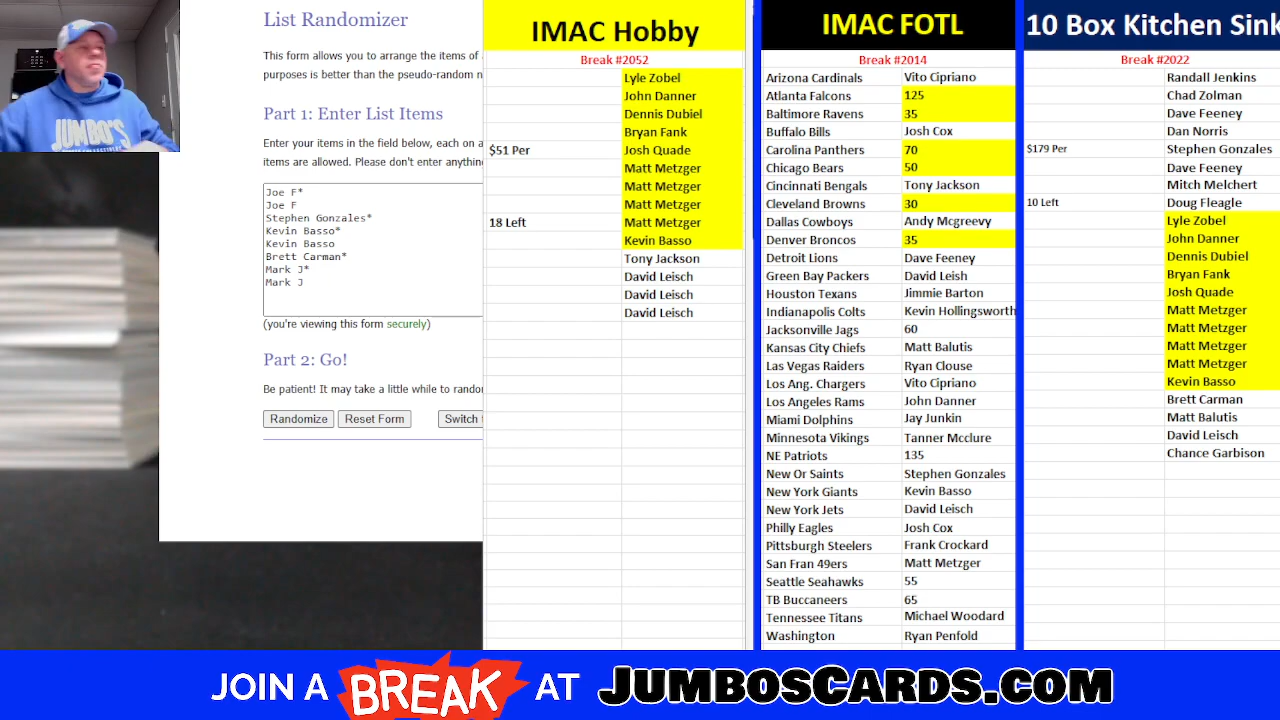 List Randomizer
This form allows you to arrange the items of
purposes is better than the pseudo-random n
Part 1: Enter List Items
Enter your items in the field below, each on a
items are allowed. Please don't enter anythin
Joe F*
Joe F
Stephen Gonzales*
Kevin Basso*
Kevin Basso
Brett Carman*
Mark J*
Mark J
(you're viewing this form securely)
Part 2: Go!
Be patient! It may take a little while to rando
Randomize Reset Form Switch
JUMBO'S
IMAC Hobby
Break #2052
Lyle Zobel
John Danner
Dennis Dubiel
Bryan Fank
$51 Per Josh Quade
Matt Metzger
Matt Metzger
Matt Metzger
18 Left Matt Metzger
Kevin Basso
Tony Jackson
David Leisch
David Leisch
David Leisch
IMAC FOTL
Break #2014
Arizona Cardinals Vito Cipriano
Atlanta Falcons 125
Baltimore Ravens 35
Buffalo Bills Josh Cox
Carolina Panthers 70
Chicago Bears 50
Cincinnati Bengals Tony Jackson
Cleveland Browns 30
Dallas Cowboys Andy Mcgreevy
Denver Broncos 35
Detroit Lions Dave Feeney
Green Bay Packers David Leish
Houston Texans Jimmie Barton
Indianapolis Colts Kevin Hollingsworth
Jacksonville Jags 60
Kansas City Chiefs Matt Balutis
Las Vegas Raiders Ryan Clouse
Los Ang. Chargers Vito Cipriano
Los Angeles Rams John Danner
Miami Dolphins Jay Junkin
Minnesota Vikings Tanner Mcclure
NE Patriots 135
New Or Saints Stephen Gonzales
New York Giants Kevin Basso
New York Jets David Leisch
Philly Eagles Josh Cox
Pittsburgh Steelers Frank Crockard
San Fran 49ers Matt Metzger
Seattle Seahawks 55
TB Buccaneers 65
Tennessee Titans Michael Woodard
Washington Ryan Penfold
10 Box Kitchen Sink
Break #2022
Randall Jenkins
Chad Zolman
Dave Feeney
Dan Norris
$179 Per Stephen Gonzales
Dave Feeney
Mitch Melchert
10 Left Doug Fleagle
Lyle Zobel
John Danner
Dennis Dubiel
Bryan Fank
Josh Quade
Matt Metzger
Matt Metzger
Matt Metzger
Matt Metzger
Kevin Basso
Brett Carman
Matt Balutis
David Leisch
Chance Garbison
JOIN A BREAK AT JUMBOSCARDS.COM